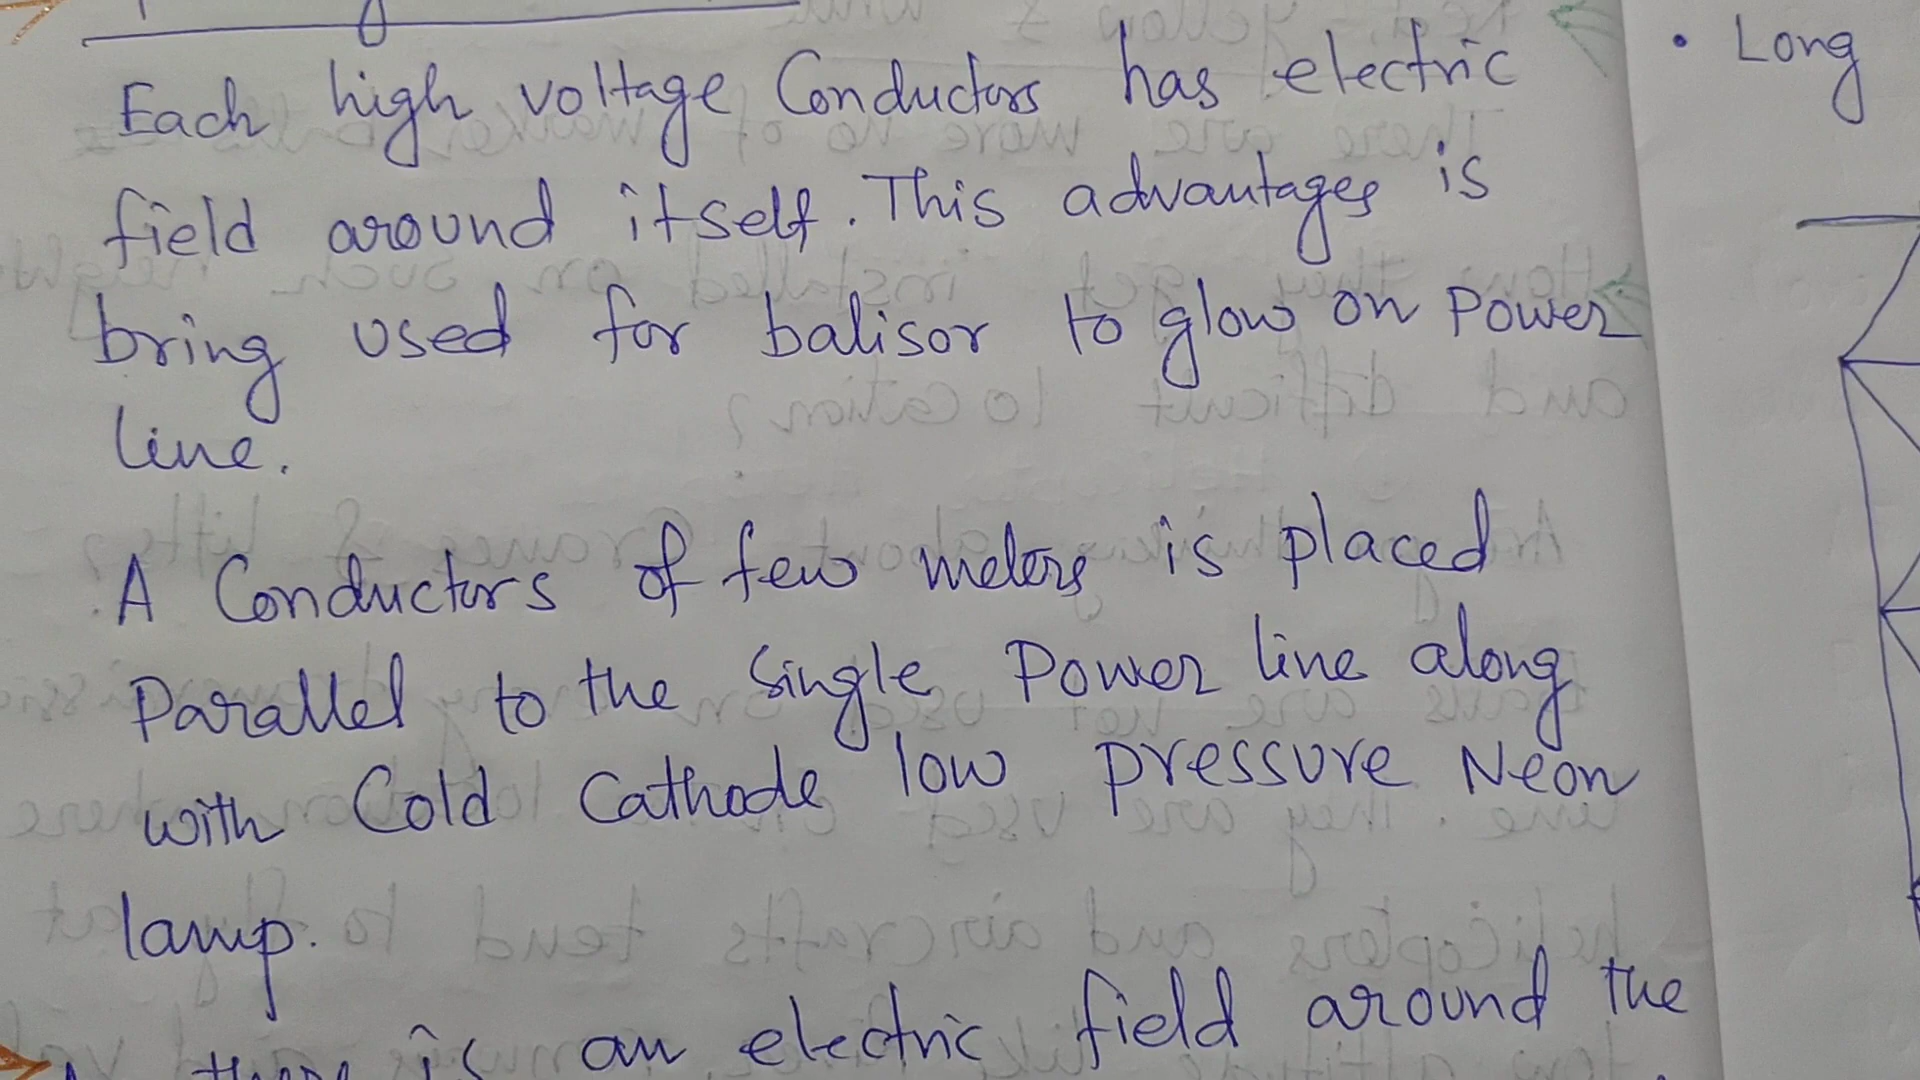 Each high voltage Conductors has electric
field around itself. This advantages is
bring used for balisor to glow on Power
line.
A Conductors of few meters is placed
Parallel to the Single Power line along
with Cold Cathode low pressure Neon
lamp.
there is an electric field around the
• Long